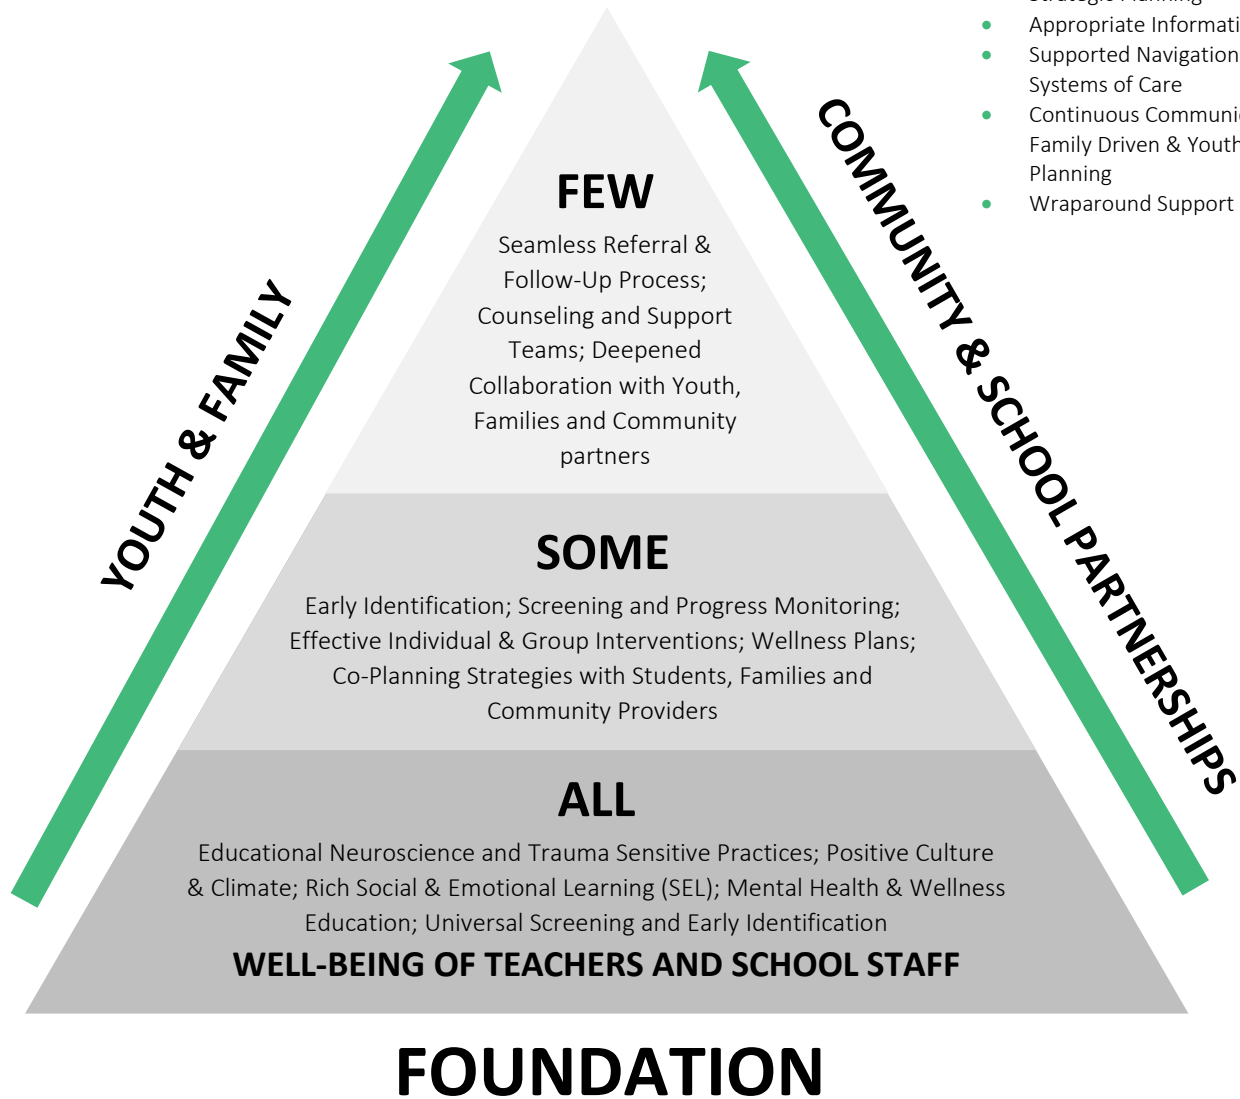 Strategic Planning
Appropriate
Supported Navigation
Systems of Care
Continuous
Family Driven & Youth
Planning
Wraparound Support
YOUTH & FAMILY
COMMUNITY & SCHOOL PARTNERSHIPS
FEW
Seamless Referral &
Follow-Up Process;
Counseling and Support
Teams; Deepened
Collaboration with Youth,
Families and Community
partners
SOME
Early Identification; Screening and Progress Monitoring;
Effective Individual & Group Interventions; Wellness Plans;
Co-Planning Strategies with Students, Families and
Community Providers
ALL
Educational Neuroscience and Trauma Sensitive Practices; Positive Culture
& Climate; Rich Social & Emotional Learning (SEL); Mental Health & Wellness
Education; Universal Screening and Early Identification
WELL-BEING OF TEACHERS AND SCHOOL STAFF
FOUNDATION